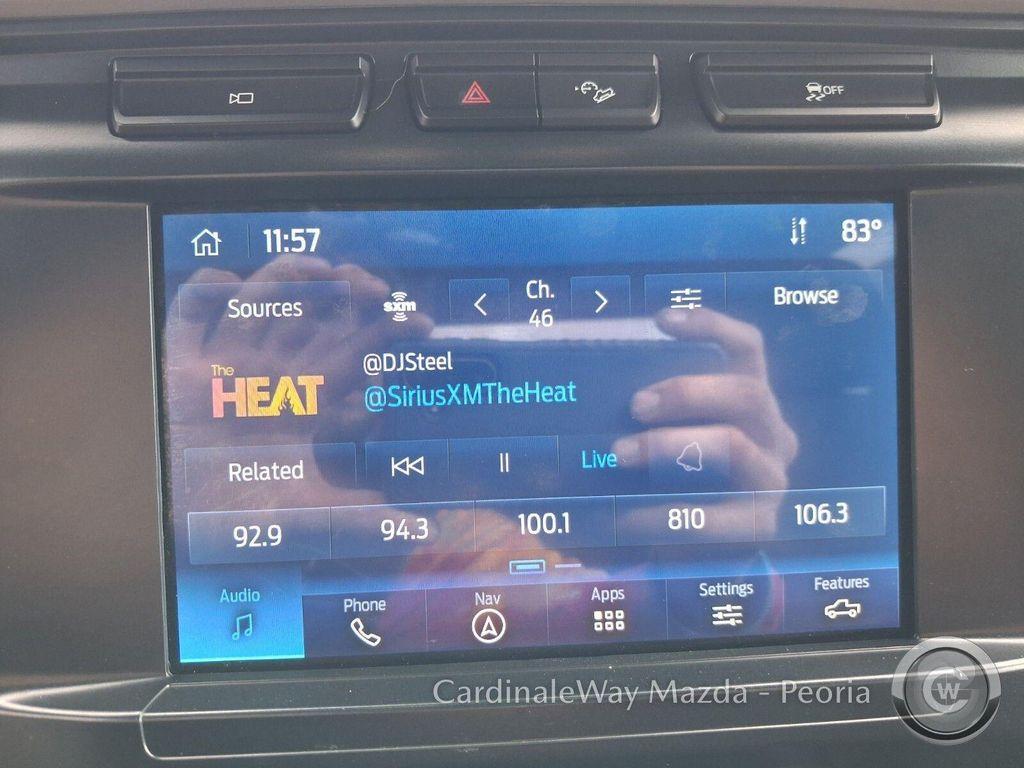 OFF
11:57
83°
Sources
sxm
Ch.
46
Browse
The
HEAT
@DJSteel
@SiriusXMTheHeat
Related
Live
92.9
94.3
100.1
810
106.3
Audio
Phone
Nav
Apps
Settings
Features
CardinaleWay Mazda - Peoria
CW